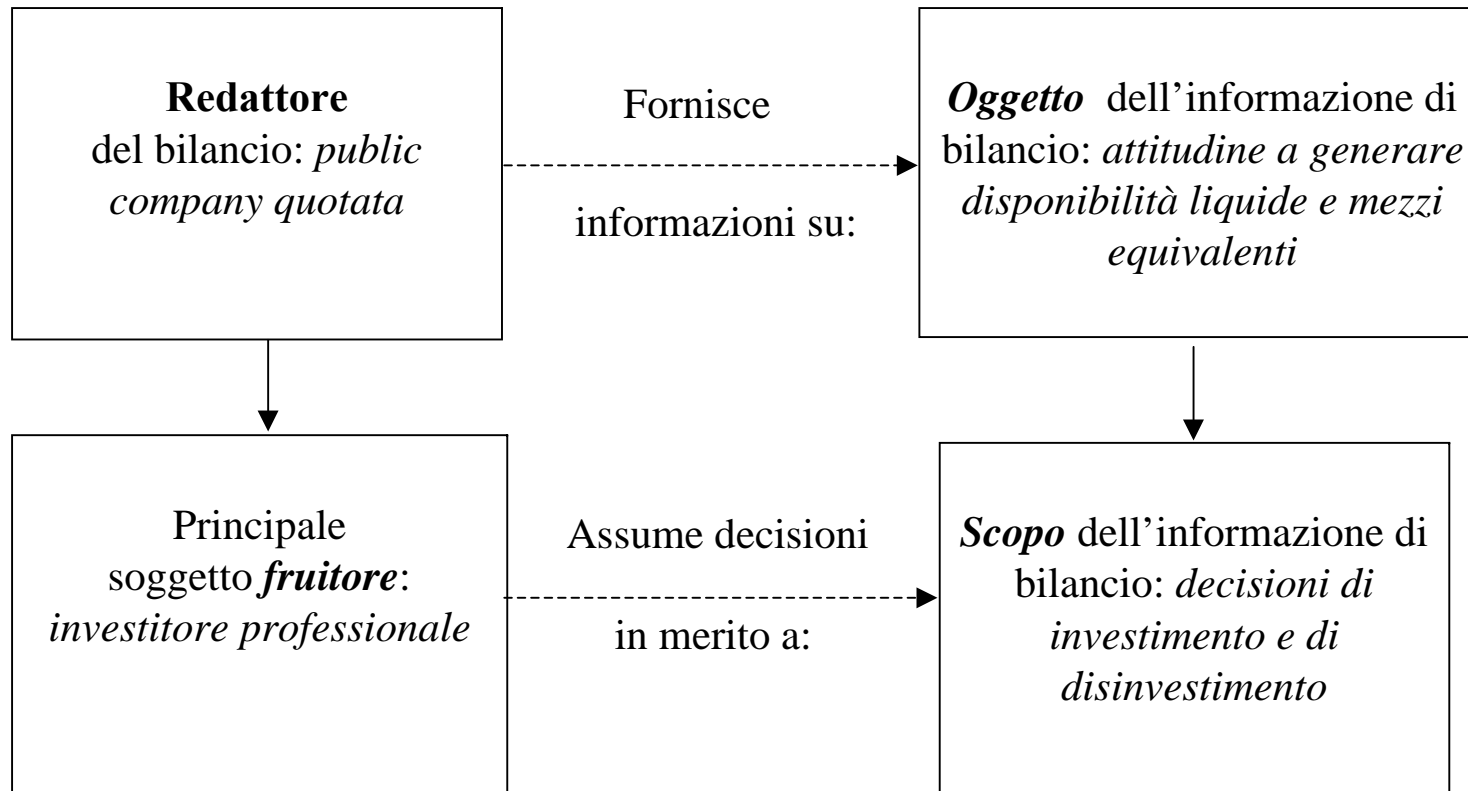 Redattore
del bilancio: public
company quotata
Fornisce
informazioni su:
Oggetto dell’informazione di
bilancio: attitudine a generare
disponibilità liquide e mezzi
equivalenti
Principale
soggetto fruitore:
investitore professionale
Assume decisioni
in merito a:
Scopo dell’informazione di
bilancio: decisioni di
investimento e di
disinvestimento